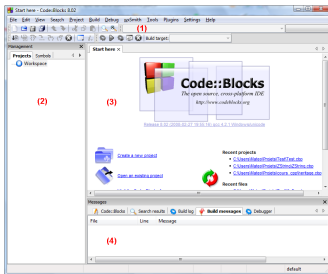 Start here - Code::Blocks 8.02
File Edit View Search Project Build Debug wxSmith Tools Plugins Settings Help
(1)
Build target:
Management
Projects Symbols
Workspace
(2)
Start here
(3)
Code::Blocks
The open source, cross-platform IDE
http://www.codeblocks.org
Create a new project
Open an existing project
Recent projects
Recent files
Messages
Code::Blocks Search results Build log Build messages Debugger
File Line Message
(4)
default